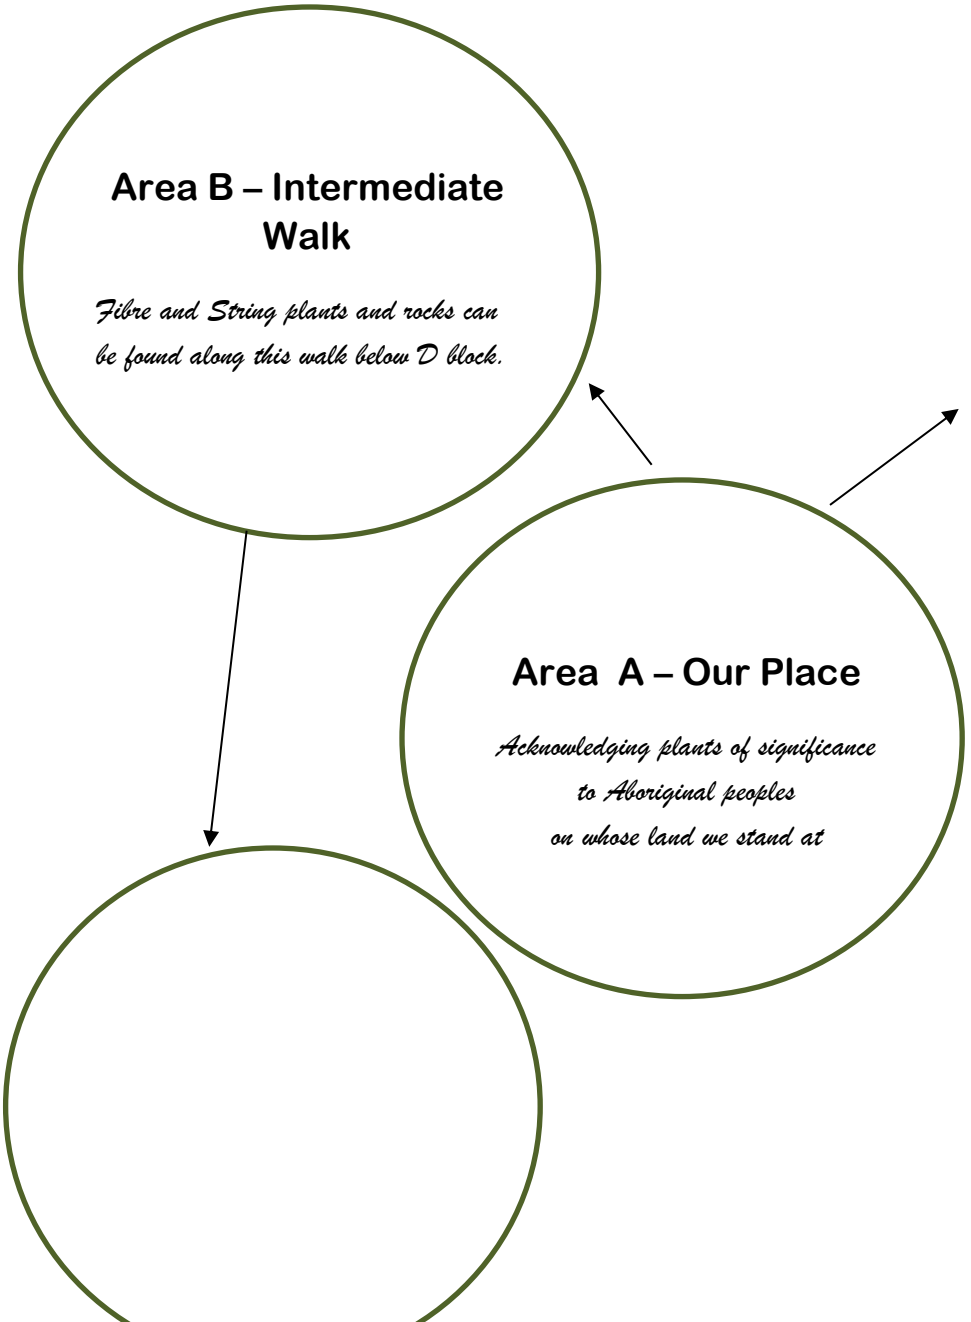 Area B – Intermediate
Walk
Fibre and String plants and rocks can
be found along this walk below D block.
Area A – Our Place
Acknowledging plants of significance
to Aboriginal peoples
on whose land we stand at